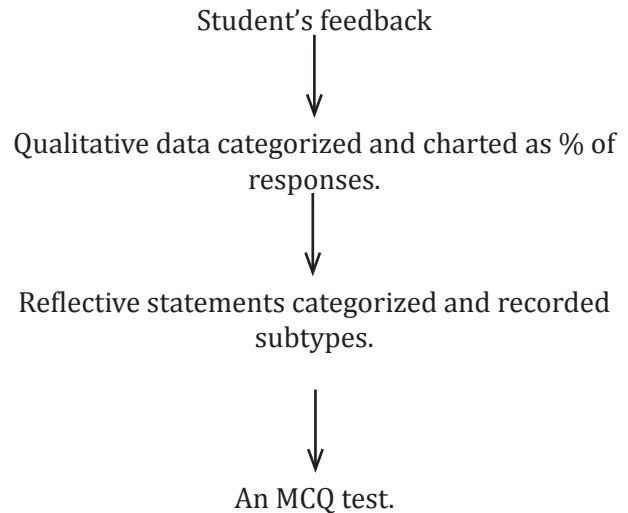 Student’s feedback
Qualitative data categorized and charted as % of
responses.
Reflective statements categorized and recorded
subtypes.
An MCQ test.